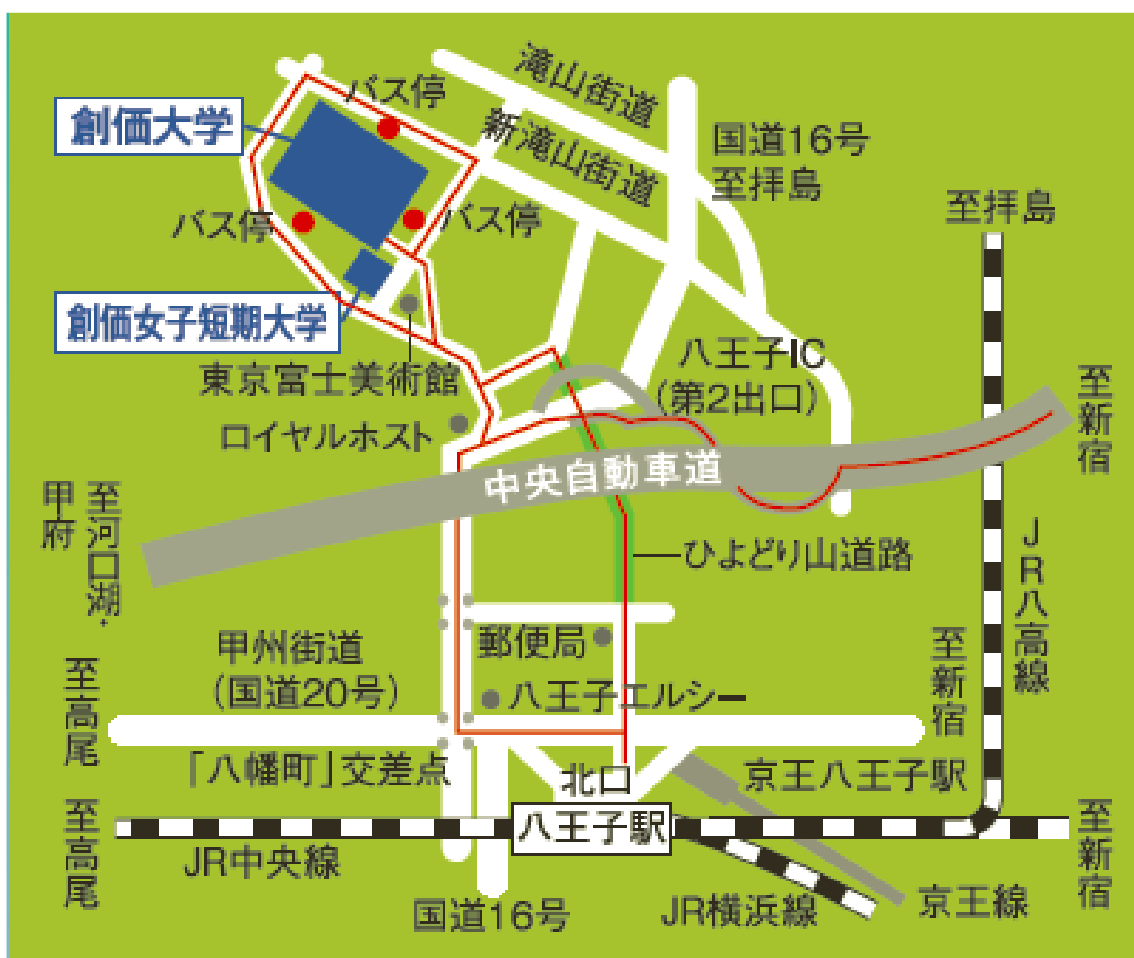 滝山街道
バス停
創価大学
新滝山街道
国道16号
至拝島
至拝島
バス停
バス停
創価女子短期大学
東京富士美術館
八王子IC
(第2出口)
至新宿
ロイヤルホスト
中央自動車道
至河口湖・
甲府
JR八高線
ひよどり山道路
郵便局
甲州街道
(国道20号)
至新宿
至高尾
八王子エルシー
「八幡町」交差点
北口
京王八王子駅
至高尾
八王子駅
至新宿
JR中央線
国道16号
JR横浜線
京王線